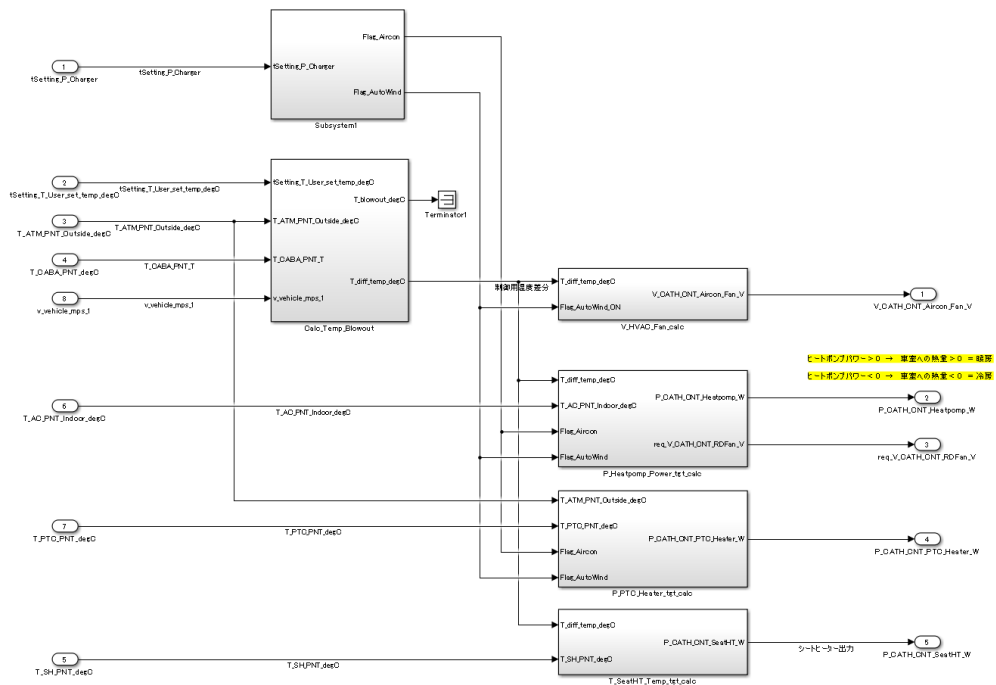 Flag_Aircon
1
tSetting_P_Charger
tSetting_P_Charger
tSetting_P_Charger
Flag_AutoWind
Subsystem1
2
tSetting_T_User_set_temp_degC
tSetting_T_User_set_temp_degC
tSetting_T_User_set_temp_degC
T_blowout_degC
Terminator1
3
T_ATM_PNT_Outside_degC
T_ATM_PNT_Outside_degC
T_ATM_PNT_Outside_degC
4
T_CABA_PNT_degC
T_CABA_PNT_T
T_CABA_PNT_T
T_diff_temp_degC
制御用温度差分
8
v_vehicle_mps_1
v_vehicle_mps_1
v_vehicle_mps_1
Calc_Temp_Blowout
T_diff_temp_degC
Flag_AutoWind_ON
V_CATH_CNT_Aircon_Fan_V
V_HVAC_Fan_calc
1
V_CATH_CNT_Aircon_Fan_V
ヒートポンプパワー>0 → 車室への熱量>0 = 暖房
ヒートポンプパワー<0 → 車室への熱量<0 = 冷房
6
T_AC_PNT_Indoor_degC
T_AC_PNT_Indoor_degC
T_diff_temp_degC
T_AC_PNT_Indoor_degC
Flag_Aircon
Flag_AutoWind
P_CATH_CNT_Heatpomp_W
req_V_CATH_CNT_RDFan_V
P_Heatpomp_Power_tgt_calc
2
P_CATH_CNT_Heatpomp_W
3
req_V_CATH_CNT_RDFan_V
7
T_PTC_PNT_degC
T_PTC_PNT_degC
T_ATM_PNT_Outside_degC
T_PTC_PNT_degC
Flag_Aircon
Flag_AutoWind
P_CATH_CNT_PTC_Heater_W
P_PTC_Heater_tgt_calc
4
P_CATH_CNT_PTC_Heater_W
5
T_SH_PNT_degC
T_SH_PNT_degC
T_diff_temp_degC
T_SH_PNT_degC
P_CATH_CNT_SeatHT_W
T_SeatHT_Temp_tgt_calc
シートヒーター出力
5
P_CATH_CNT_SeatHT_W